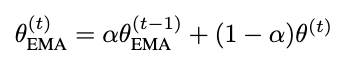 θ_EMA^(t) = αθ_EMA^(t−1) + (1 − α)θ^(t)